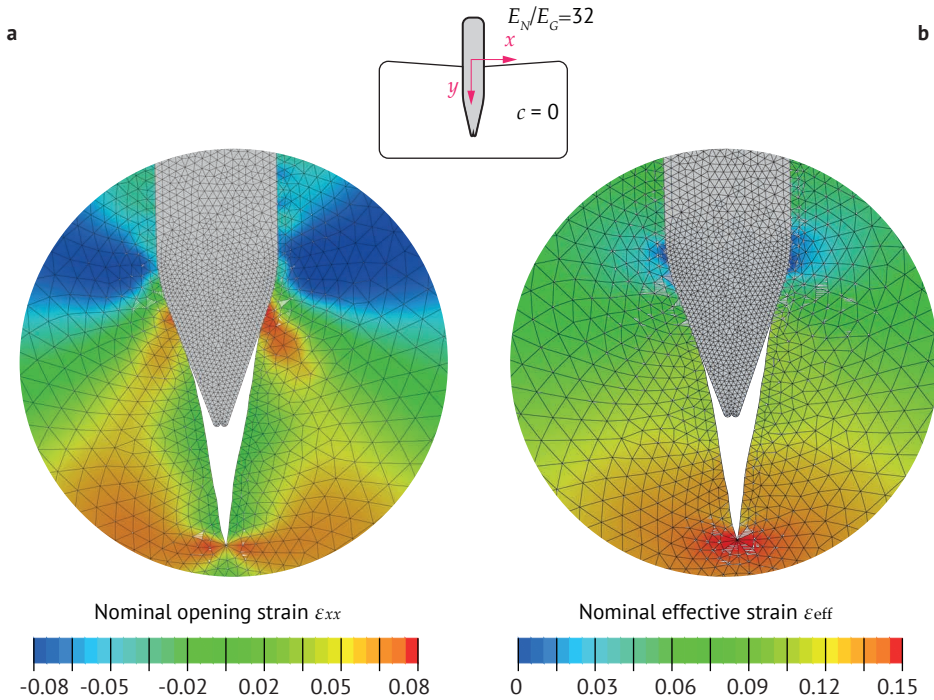 a
b
E_N/E_G=32
x
y
c = 0
Nominal opening strain εxx
-0.08 -0.05 -0.02 0.02 0.05 0.08
Nominal effective strain εeff
0 0.03 0.06 0.09 0.12 0.15